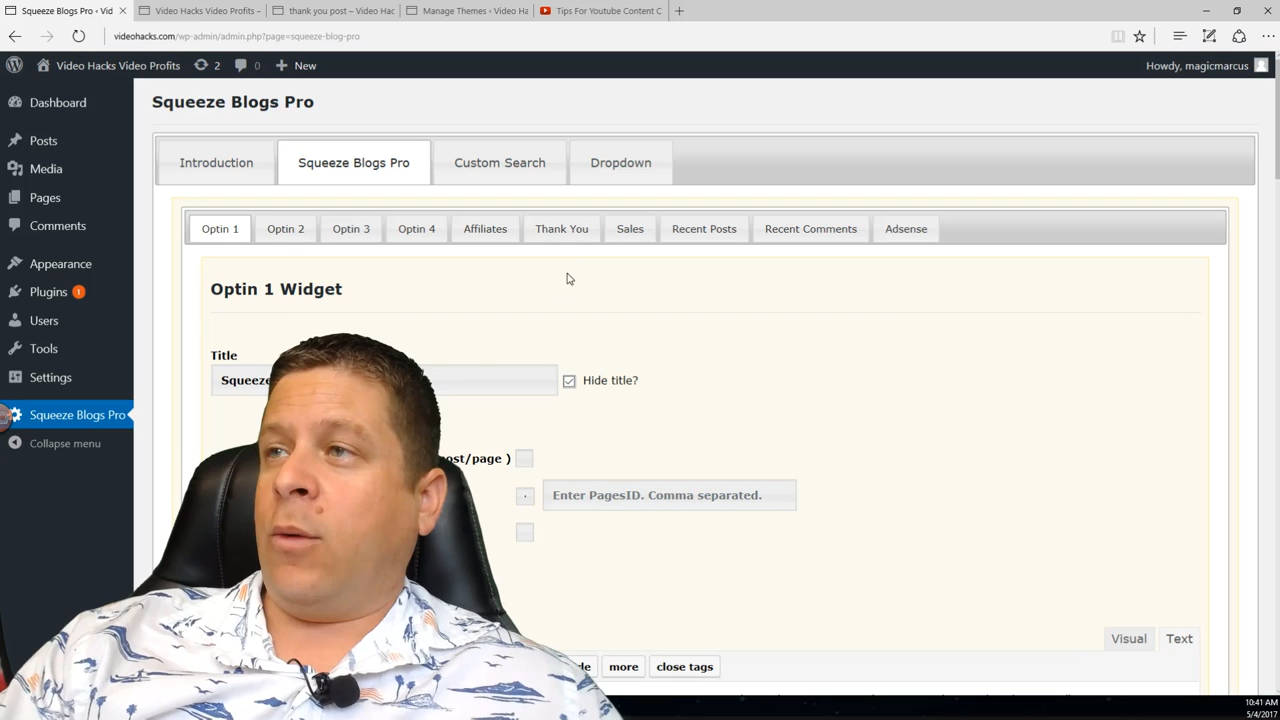 Squeeze Blogs Pro ‹ Vid
Video Hacks Video Profits –
thank you post – Video Hac
Manage Themes ‹ Video Ha
Tips For Youtube Content C
videohacks.com/wp-admin/admin.php?page=squeeze-blog-pro
Video Hacks Video Profits 2 0 New Howdy, magicmarcus
Dashboard
Posts
Media
Pages
Comments
Appearance
Plugins 1
Users
Tools
Settings
Squeeze Blogs Pro
Collapse menu
Squeeze Blogs Pro
Introduction Squeeze Blogs Pro Custom Search Dropdown
Optin 1 Optin 2 Optin 3 Optin 4 Affiliates Thank You Sales Recent Posts Recent Comments Adsense
Optin 1 Widget
Title
Squeeze Hide title?
ost/page )
Enter PagesID. Comma separated.
Visual Text
de more close tags
10:41 AM
5/4/2017